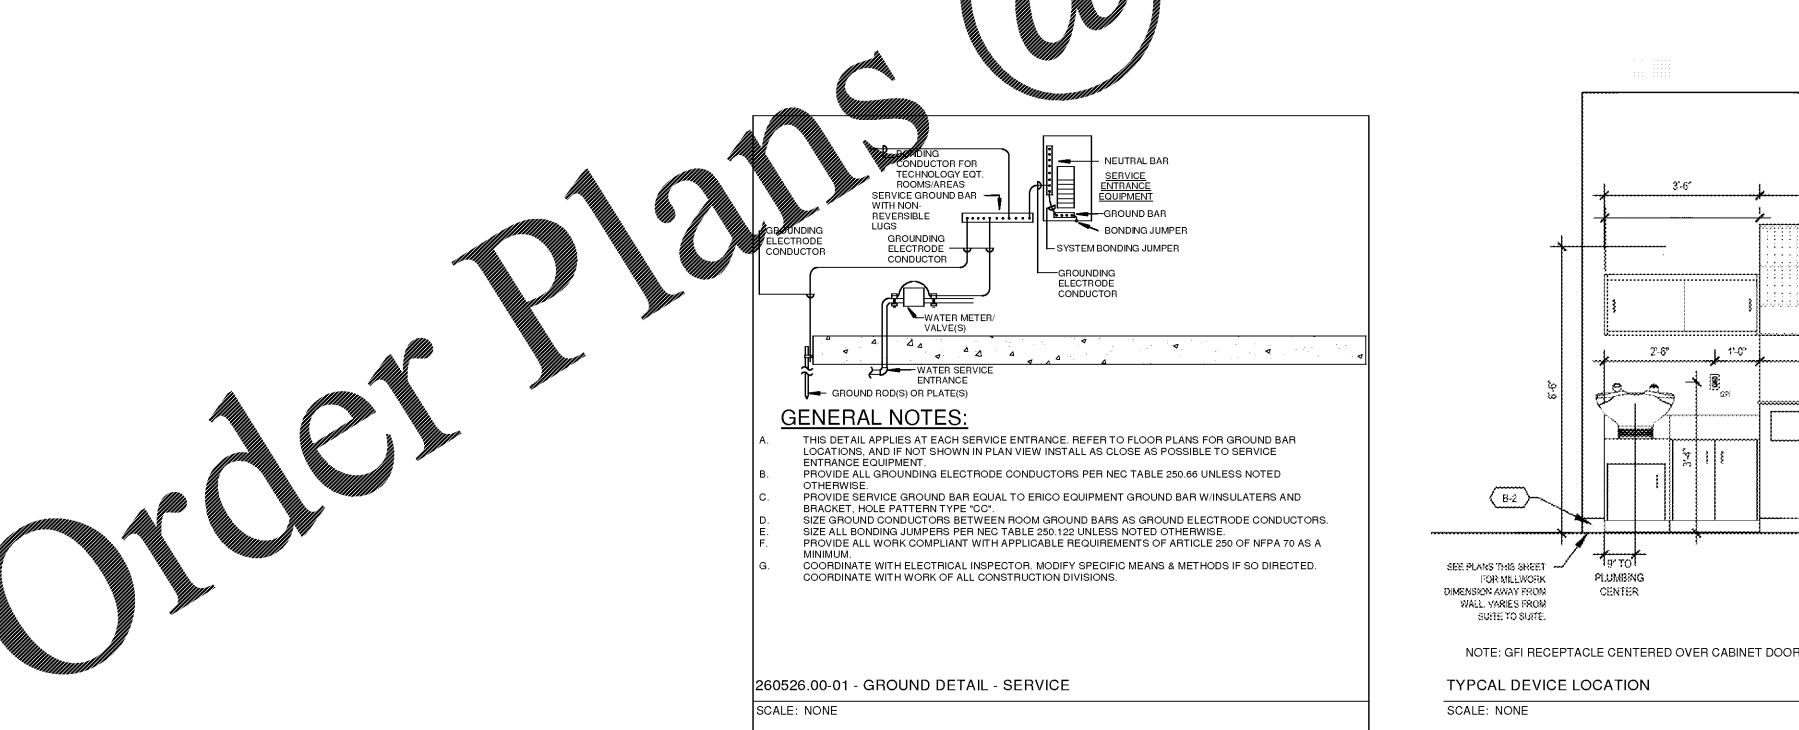 Order Plans @
BONDING
CONDUCTOR FOR
TECHNOLOGY EQT.
ROOMS/AREAS
SERVICE GROUND BAR
WITH NON-
REVERSIBLE
LUGS
GROUNDING
ELECTRODE
CONDUCTOR
GROUNDING
ELECTRODE
CONDUCTOR
NEUTRAL BAR
SERVICE
ENTRANCE
EQUIPMENT
GROUND BAR
BONDING JUMPER
SYSTEM BONDING JUMPER
GROUNDING
ELECTRODE
CONDUCTOR
WATER METER/
VALVE(S)
WATER SERVICE
ENTRANCE
GROUND ROD(S) OR PLATE(S)
GENERAL NOTES:
A. THIS DETAIL APPLIES AT EACH SERVICE ENTRANCE. REFER TO FLOOR PLANS FOR GROUND BAR
LOCATIONS, AND IF NOT SHOWN IN PLAN VIEW INSTALL AS CLOSE AS POSSIBLE TO SERVICE
ENTRANCE EQUIPMENT.
B. PROVIDE ALL GROUNDING ELECTRODE CONDUCTORS PER NEC TABLE 250.66 UNLESS NOTED
OTHERWISE.
C. PROVIDE SERVICE GROUND BAR EQUAL TO ERICO EQUIPMENT GROUND BAR W/INSULATERS AND
BRACKET, HOLE PATTERN TYPE "CC".
D. SIZE GROUND CONDUCTORS BETWEEN ROOM GROUND BARS AS GROUND ELECTRODE CONDUCTORS.
E. SIZE ALL BONDING JUMPERS PER NEC TABLE 250.122 UNLESS NOTED OTHERWISE.
F. PROVIDE ALL WORK COMPLIANT WITH APPLICABLE REQUIREMENTS OF ARTICLE 250 OF NFPA 70 AS A
MINIMUM.
G. COORDINATE WITH ELECTRICAL INSPECTOR. MODIFY SPECIFIC MEANS & METHODS IF SO DIRECTED.
COORDINATE WITH WORK OF ALL CONSTRUCTION DIVISIONS.
260526.00-01 - GROUND DETAIL - SERVICE
SCALE: NONE
3'-6"
2'-6"
1'-0"
6'-6"
GFI
3'-4"
B-2
9" TO
PLUMBING
CENTER
SEE PLANS THIS SHEET
FOR MILLWORK
DIMENSION AWAY FROM
WALL. VARIES FROM
SUITE TO SUITE.
NOTE: GFI RECEPTACLE CENTERED OVER CABINET DOOR
TYPCAL DEVICE LOCATION
SCALE: NONE